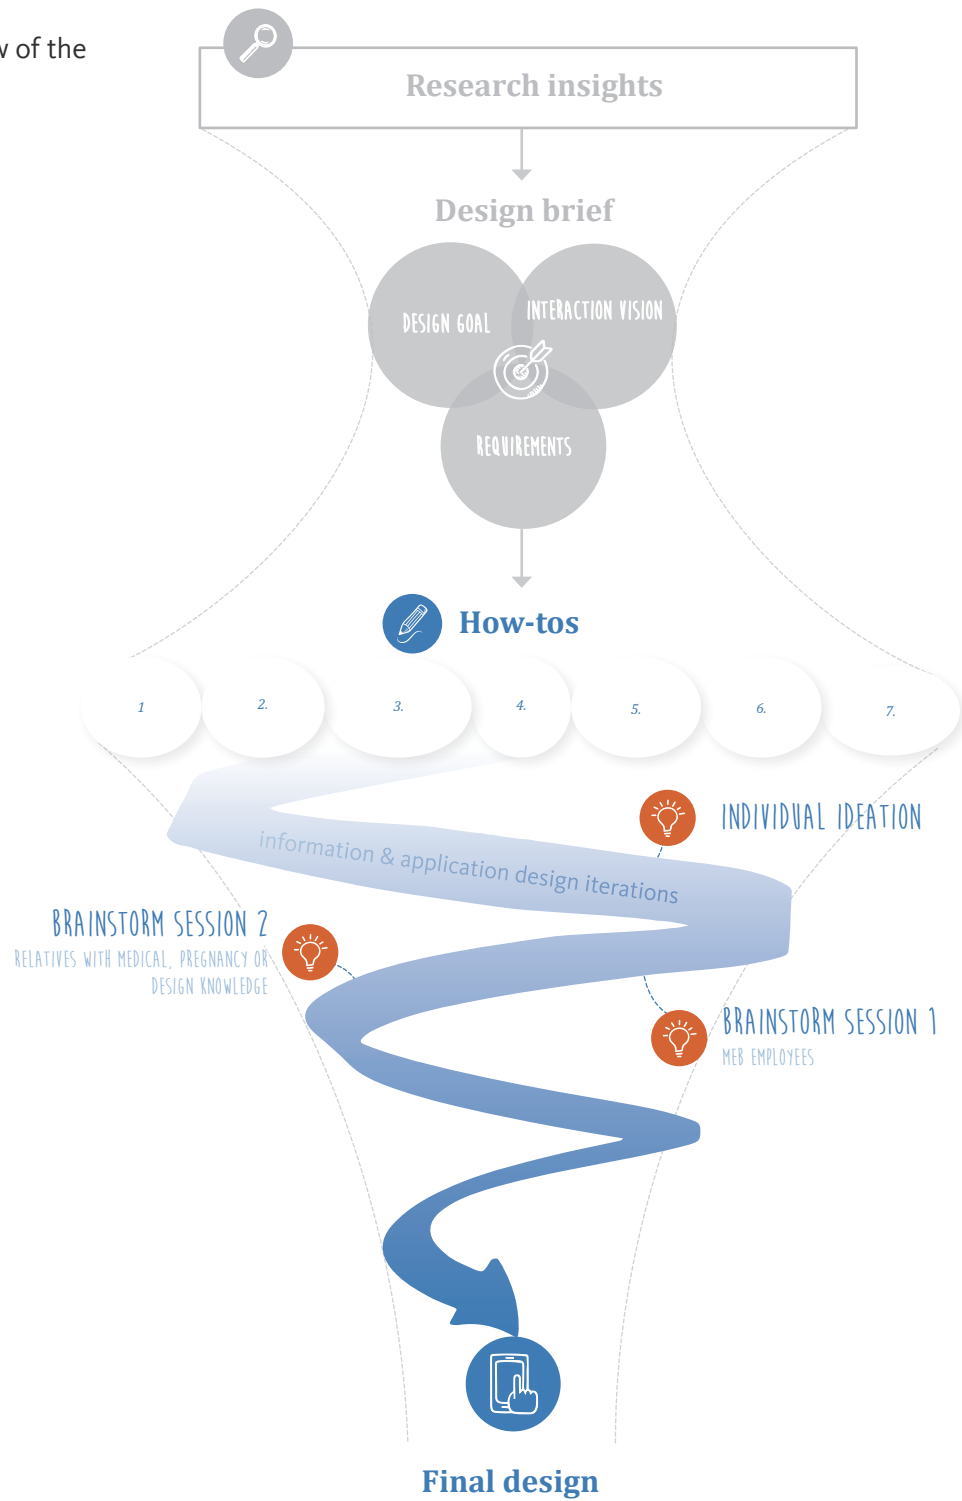 w of the
Research insights
Design brief
DESIGN GOAL
INTERACTION VISION
REQUIREMENTS
How-tos
1
2.
3.
4.
5.
6.
7.
INDIVIDUAL IDEATION
information & application design iterations
BRAINSTORM SESSION 2
RELATIVES WITH MEDICAL, PREGNANCY OR
DESIGN KNOWLEDGE
BRAINSTORM SESSION 1
MEB EMPLOYEES
Final design